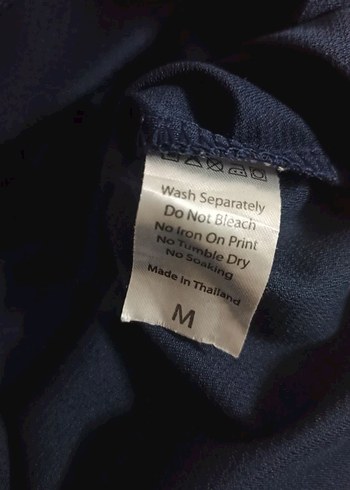 Wash Separately
Do Not Bleach
No Iron On Print
No Tumble Dry
No Soaking
Made in Thailand
M